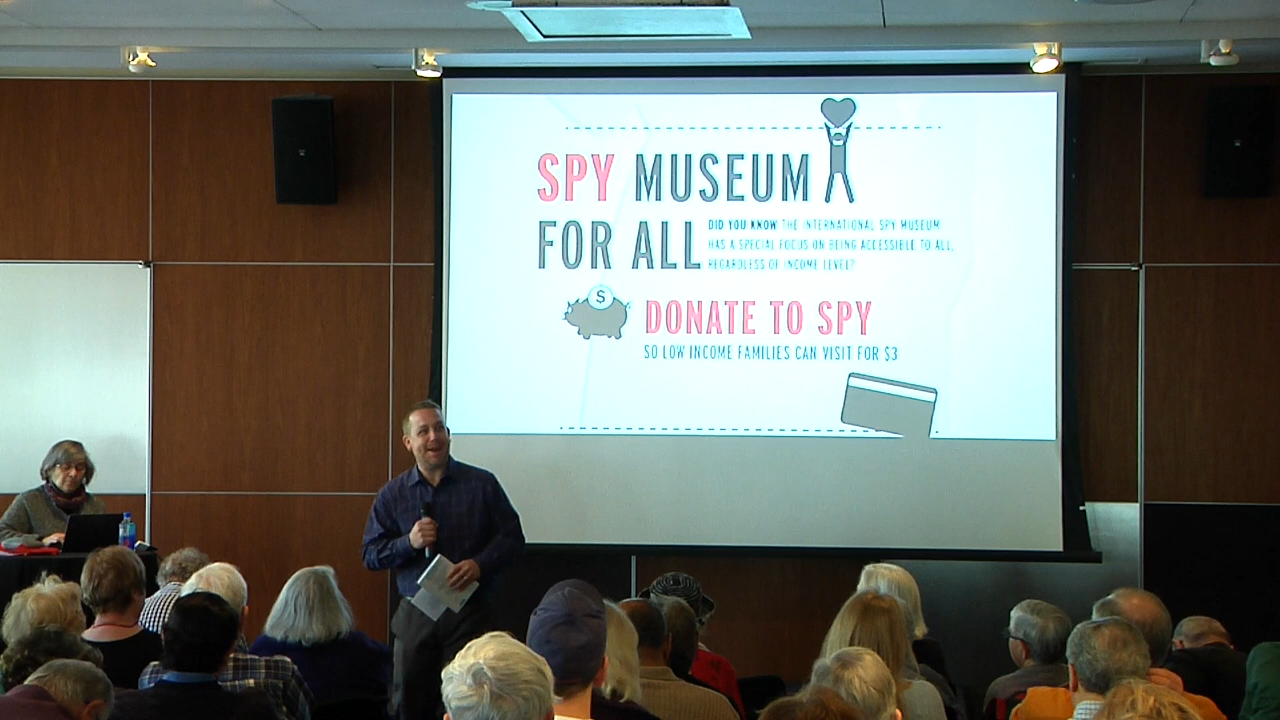 SPY MUSEUM
FOR ALL
DID YOU KNOW THE INTERNATIONAL SPY MUSEUM
HAS A SPECIAL FOCUS ON BEING ACCESSIBLE TO ALL,
REGARDLESS OF INCOME LEVEL?
$
DONATE TO SPY
SO LOW INCOME FAMILIES CAN VISIT FOR $3